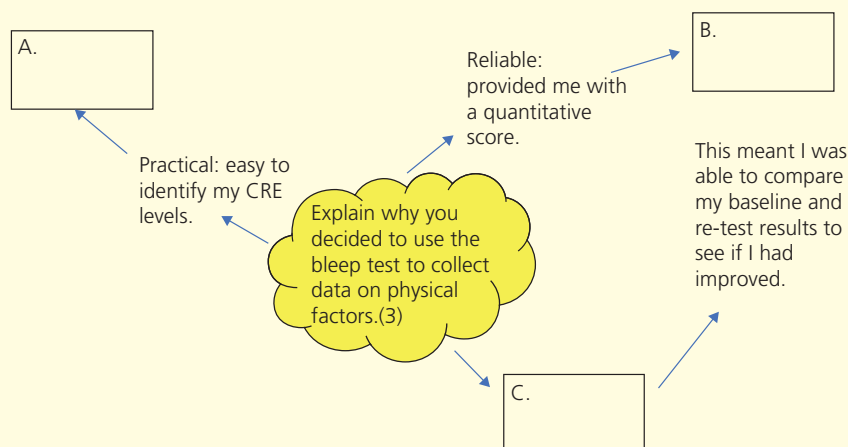 A.
B.
Reliable:
provided me with
a quantitative
score.
Practical: easy to
identify my CRE
levels.
This meant I was
able to compare
my baseline and
re-test results to
see if I had
improved.
Explain why you
decided to use the
bleep test to collect
data on physical
factors.(3)
C.